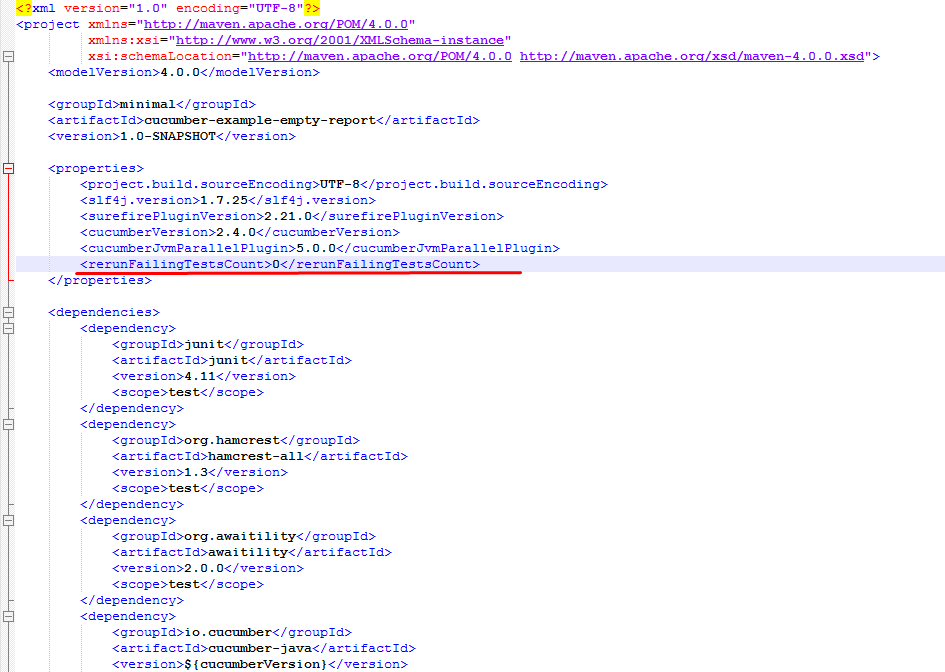 <?xml version="1.0" encoding="UTF-8"?>
<project xmlns="http://maven.apache.org/POM/4.0.0"
         xmlns:xsi="http://www.w3.org/2001/XMLSchema-instance"
         xsi:schemaLocation="http://maven.apache.org/POM/4.0.0 http://maven.apache.org/xsd/maven-4.0.0.xsd">
    <modelVersion>4.0.0</modelVersion>

    <groupId>minimal</groupId>
    <artifactId>cucumber-example-empty-report</artifactId>
    <version>1.0-SNAPSHOT</version>

    <properties>
        <project.build.sourceEncoding>UTF-8</project.build.sourceEncoding>
        <slf4j.version>1.7.25</slf4j.version>
        <surefirePluginVersion>2.21.0</surefirePluginVersion>
        <cucumberVersion>2.4.0</cucumberVersion>
        <cucumberJvmParallelPlugin>5.0.0</cucumberJvmParallelPlugin>
        <rerunFailingTestsCount>0</rerunFailingTestsCount>
    </properties>

    <dependencies>
        <dependency>
            <groupId>junit</groupId>
            <artifactId>junit</artifactId>
            <version>4.11</version>
            <scope>test</scope>
        </dependency>
        <dependency>
            <groupId>org.hamcrest</groupId>
            <artifactId>hamcrest-all</artifactId>
            <version>1.3</version>
            <scope>test</scope>
        </dependency>
        <dependency>
            <groupId>org.awaitility</groupId>
            <artifactId>awaitility</artifactId>
            <version>2.0.0</version>
            <scope>test</scope>
        </dependency>
        <dependency>
            <groupId>io.cucumber</groupId>
            <artifactId>cucumber-java</artifactId>
            <version>${cucumberVersion}</version>